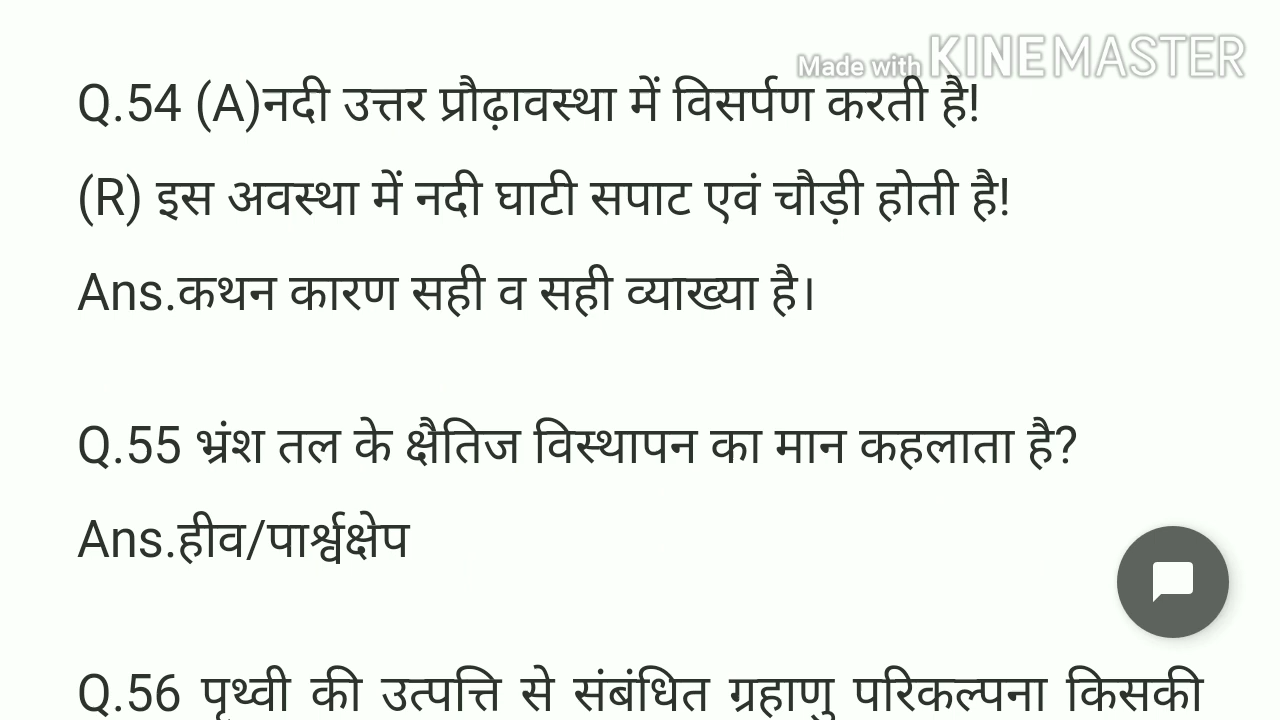 Made with KINEMASTER
Q.54 (A)नदी उत्तर प्रौढ़ावस्था में विसर्पण करती है!
(R) इस अवस्था में नदी घाटी सपाट एवं चौड़ी होती है!
Ans.कथन कारण सही व सही व्याख्या है।
Q.55 भ्रंश तल के क्षैतिज विस्थापन का मान कहलाता है?
Ans.हीव/पार्श्वक्षेप
Q.56 पृथ्वी की उत्पत्ति से संबंधित ग्रहाणु परिकल्पना किसकी